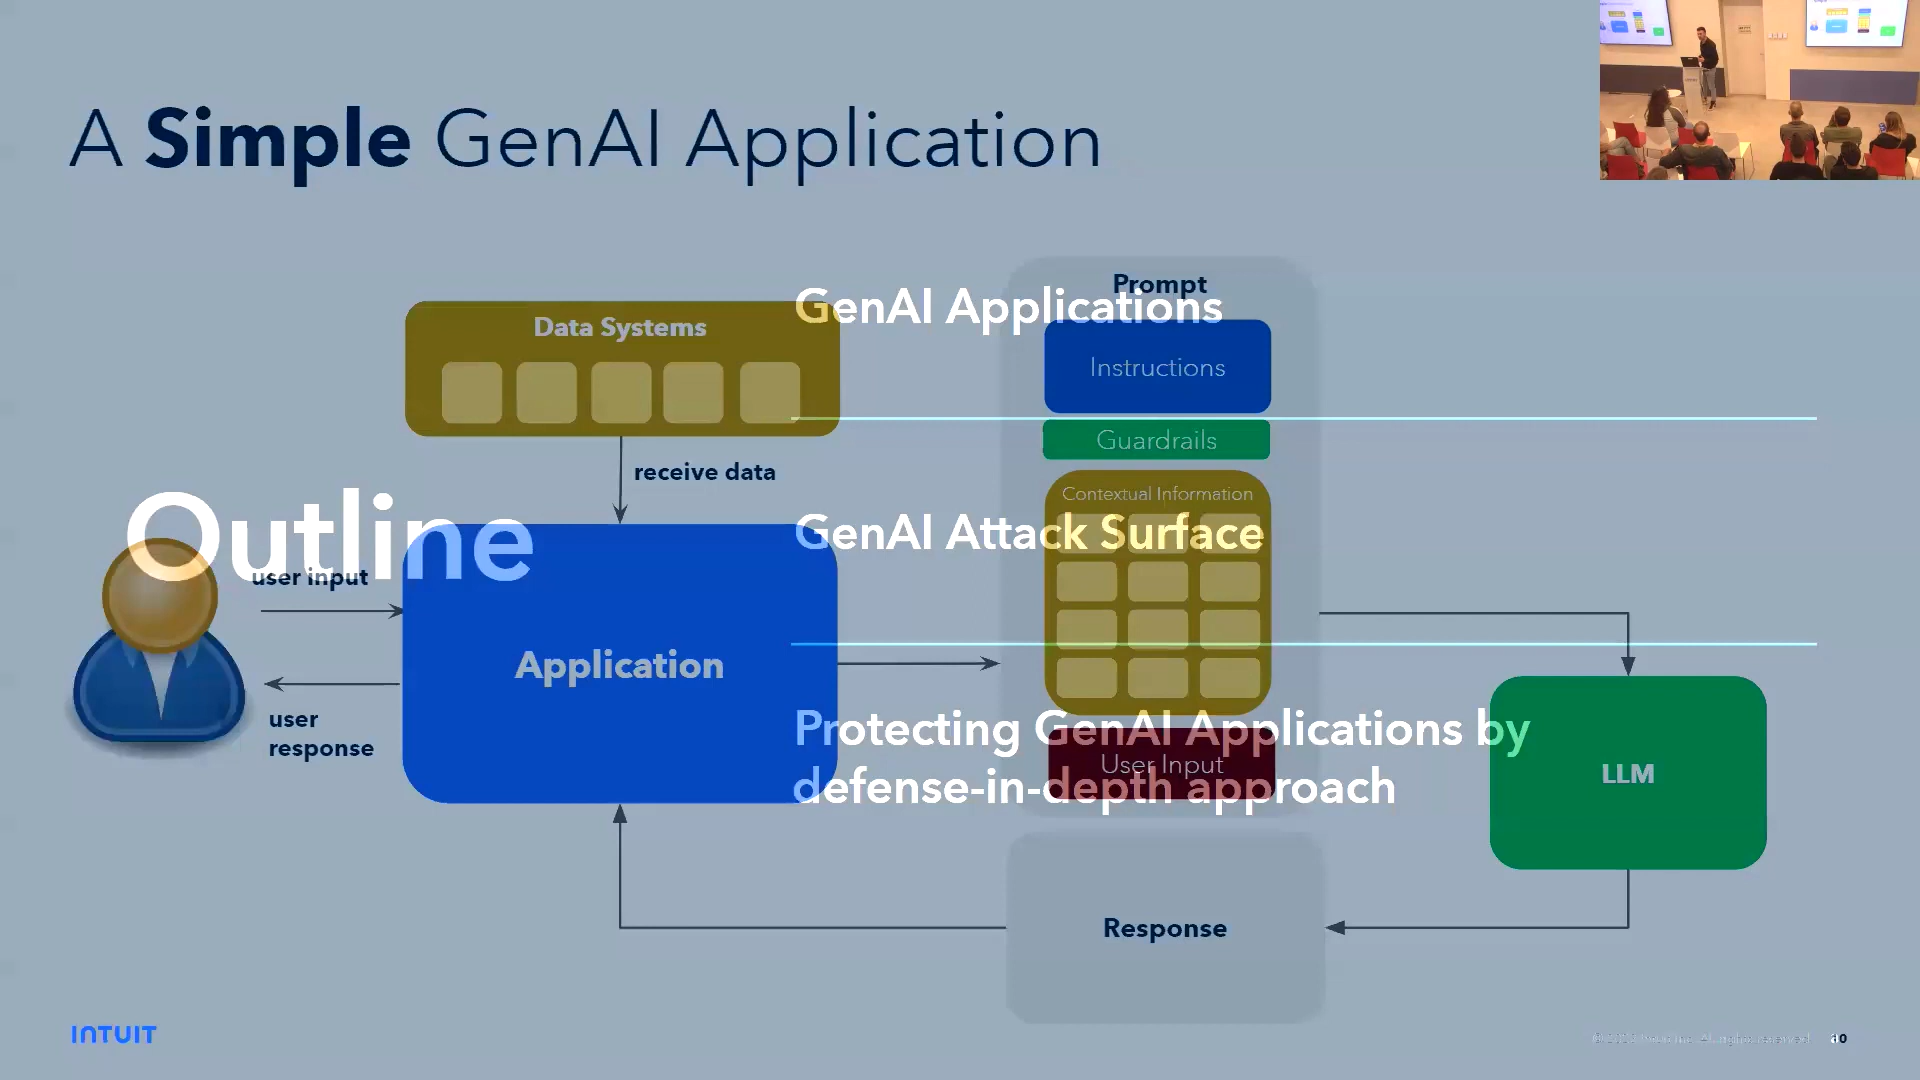 A Simple GenAI Application
Prompt
GenAI Applications
Data Systems
Instructions
Guardrails
receive data
Contextual Information
Outline
GenAI Attack Surface
user input
Application
user
response
Protecting GenAI Applications by
defense-in-depth approach
User Input
LLM
Response
INTUIT